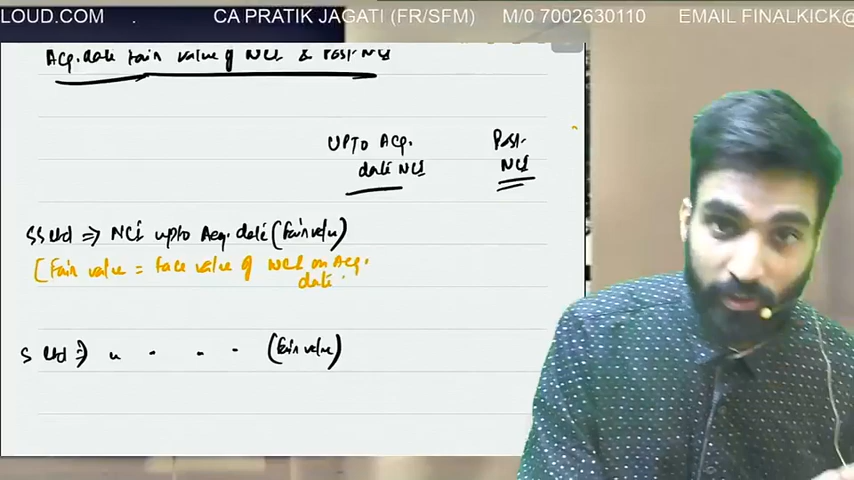 LOUD.COM . CA PRATIK JAGATI (FR/SFM) M/0 7002630110 EMAIL FINALKICK@
Acq. date Fair value of NCI & Post-NCI
UPTO Acq. Post-
date NCI NCI
SS Ltd ⇒ NCI upto Acq. date (Fair value)
[Fair value = face value of NCI on Acq.
date.
S Ltd ⇒ " - - - (Fair value)